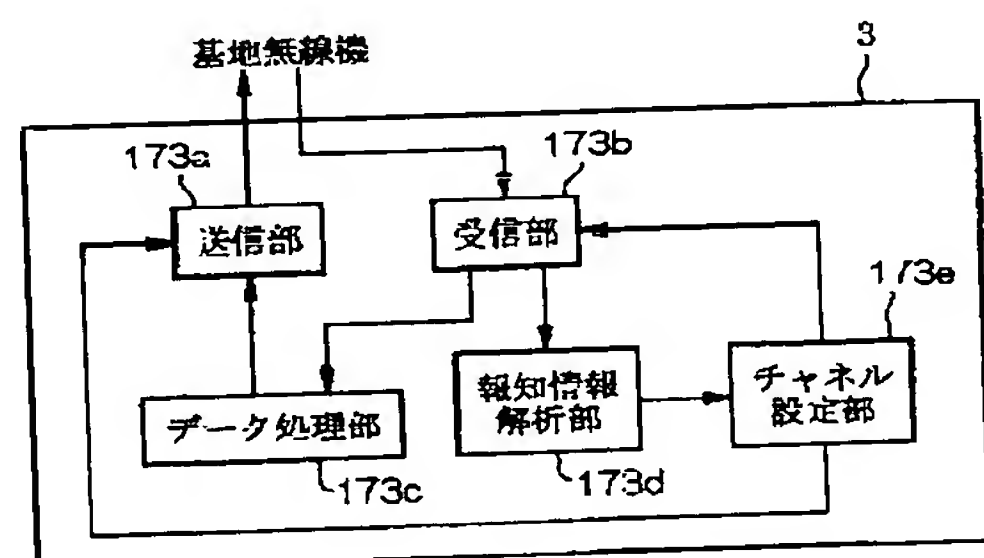 基地無線機
3
173a
173b
送信部
受信部
173e
報知情報
解析部
チャネル
設定部
データ処理部
173c
173d